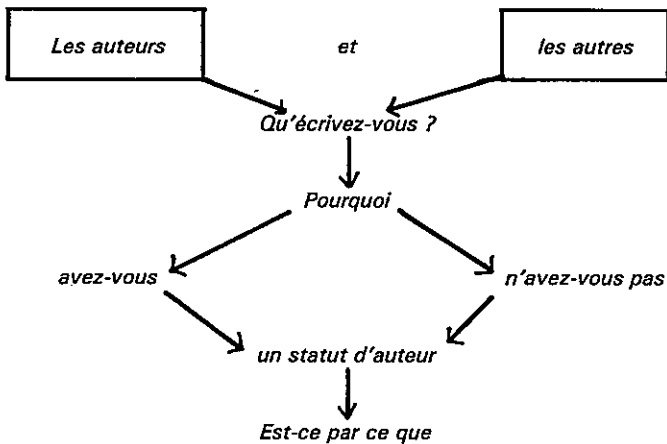 Les auteurs et les autres
Qu'écrivez-vous ?
Pourquoi
avez-vous n'avez-vous pas
un statut d'auteur
Est-ce par ce que